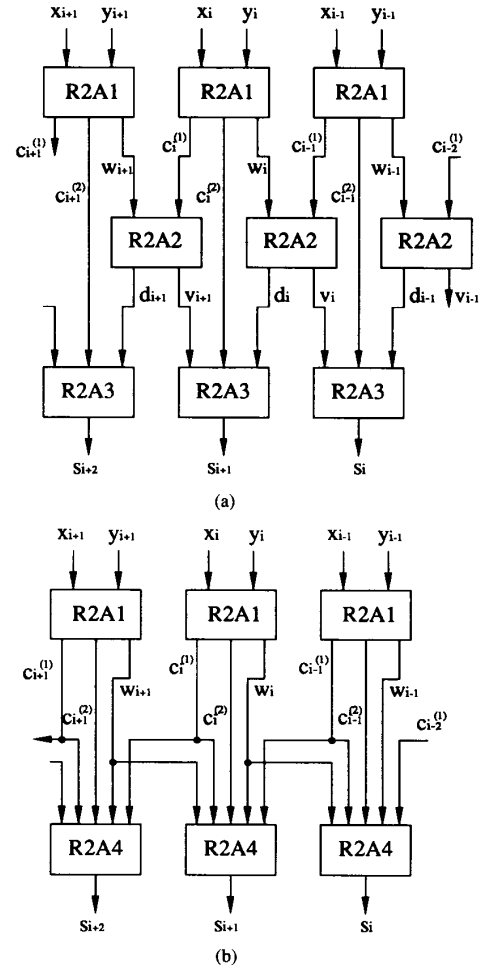 xi+1 yi+1 xi yi xi-1 yi-1
R2A1 R2A1 R2A1
ci+1(1) ci(1) ci-1(1) ci-2(1)
wi+1 wi wi-1
ci+1(2) ci(2) ci-i(2)
R2A2 R2A2 R2A2
di+1 vi+1 di vi di-1 vi-1
R2A3 R2A3 R2A3
si+2 si+1 si
(a)
xi+1 yi+1 xi yi xi-1 yi-1
R2A1 R2A1 R2A1
ci+1(1) ci(1) ci-1(1)
wi+1 wi wi-1
ci+1(2) ci(2) ci-1(2) ci-2(1)
R2A4 R2A4 R2A4
si+2 si+1 si
(b)